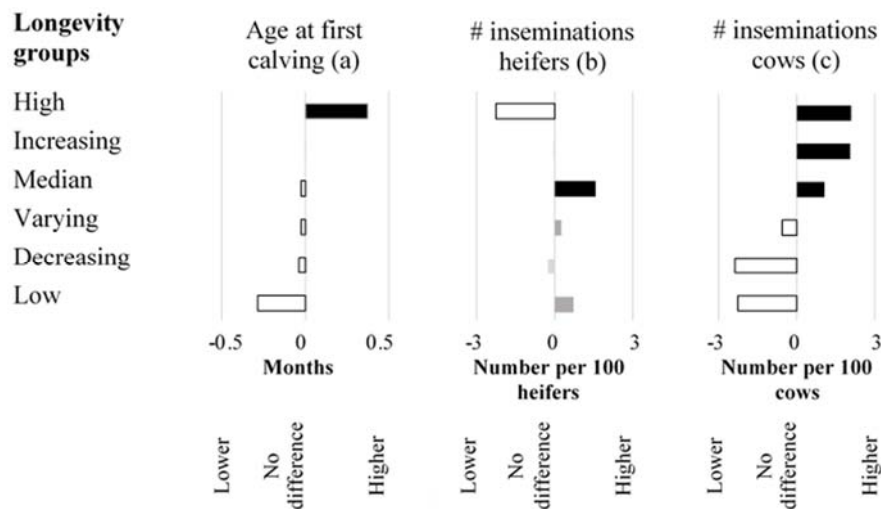 Longevity
groups
Age at first
calving (a)
# inseminations
heifers (b)
# inseminations
cows (c)
High
Increasing
Median
Varying
Decreasing
Low
-0.5 0 0.5
Months
-3 0 3
Number per 100
heifers
-3 0 3
Number per 100
cows
Lower
No
difference
Higher
Lower
No
difference
Higher
Lower
No
difference
Higher